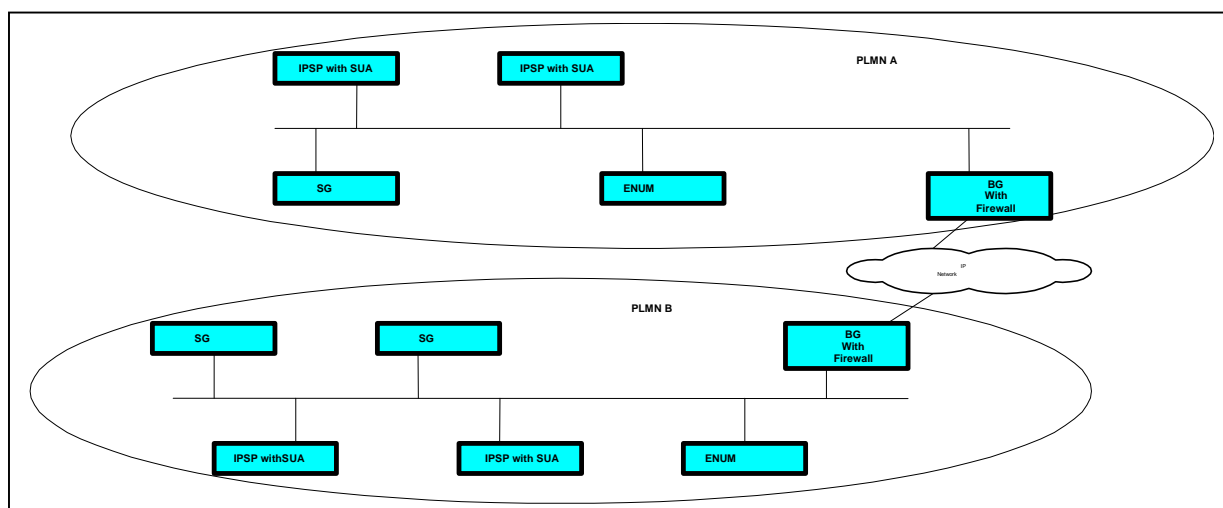 IPSP with SUA
IPSP with SUA
PLMN A
SG
ENUM
BG
With
Firewall
IP
Network
PLMN B
SG
SG
BG
With
Firewall
IPSP withSUA
IPSP with SUA
ENUM